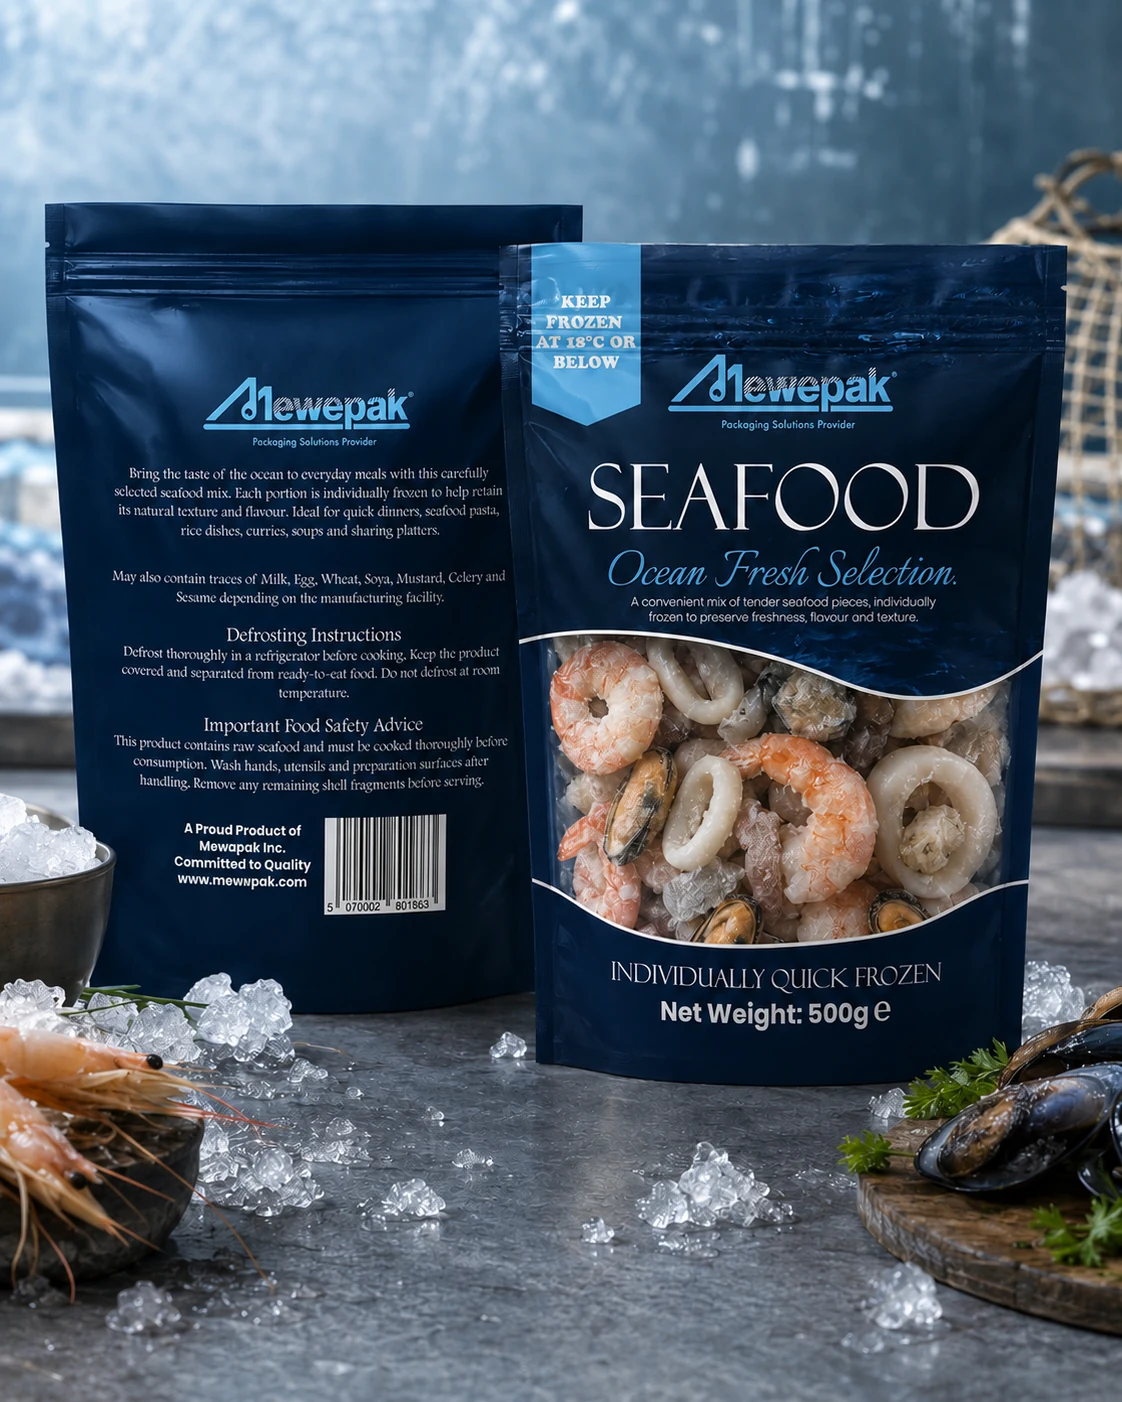 Mewepak®
Packaging Solutions Provider
Bring the taste of the ocean to everyday meals with this carefully
selected seafood mix. Each portion is individually frozen to help retain
its natural texture and flavour. Ideal for quick dinners, seafood pasta,
rice dishes, curries, soups and sharing platters.
May also contain traces of Milk, Egg, Wheat, Soya, Mustard, Celery and
Sesame depending on the manufacturing facility.
Defrosting Instructions
Defrost thoroughly in a refrigerator before cooking. Keep the product
covered and separated from ready-to-eat food. Do not defrost at room
temperature.
Important Food Safety Advice
This product contains raw seafood and must be cooked thoroughly before
consumption. Wash hands, utensils and preparation surfaces after
handling. Remove any remaining shell fragments before serving.
A Proud Product of
Mewapak Inc.
Committed to Quality
www.mewnpak.com
5 070002 801863
KEEP
FROZEN
AT 18°C OR
BELOW
Mewepak®
Packaging Solutions Provider
SEAFOOD
Ocean Fresh Selection.
A convenient mix of tender seafood pieces, individually
frozen to preserve freshness, flavour and texture.
INDIVIDUALLY QUICK FROZEN
Net Weight: 500g e